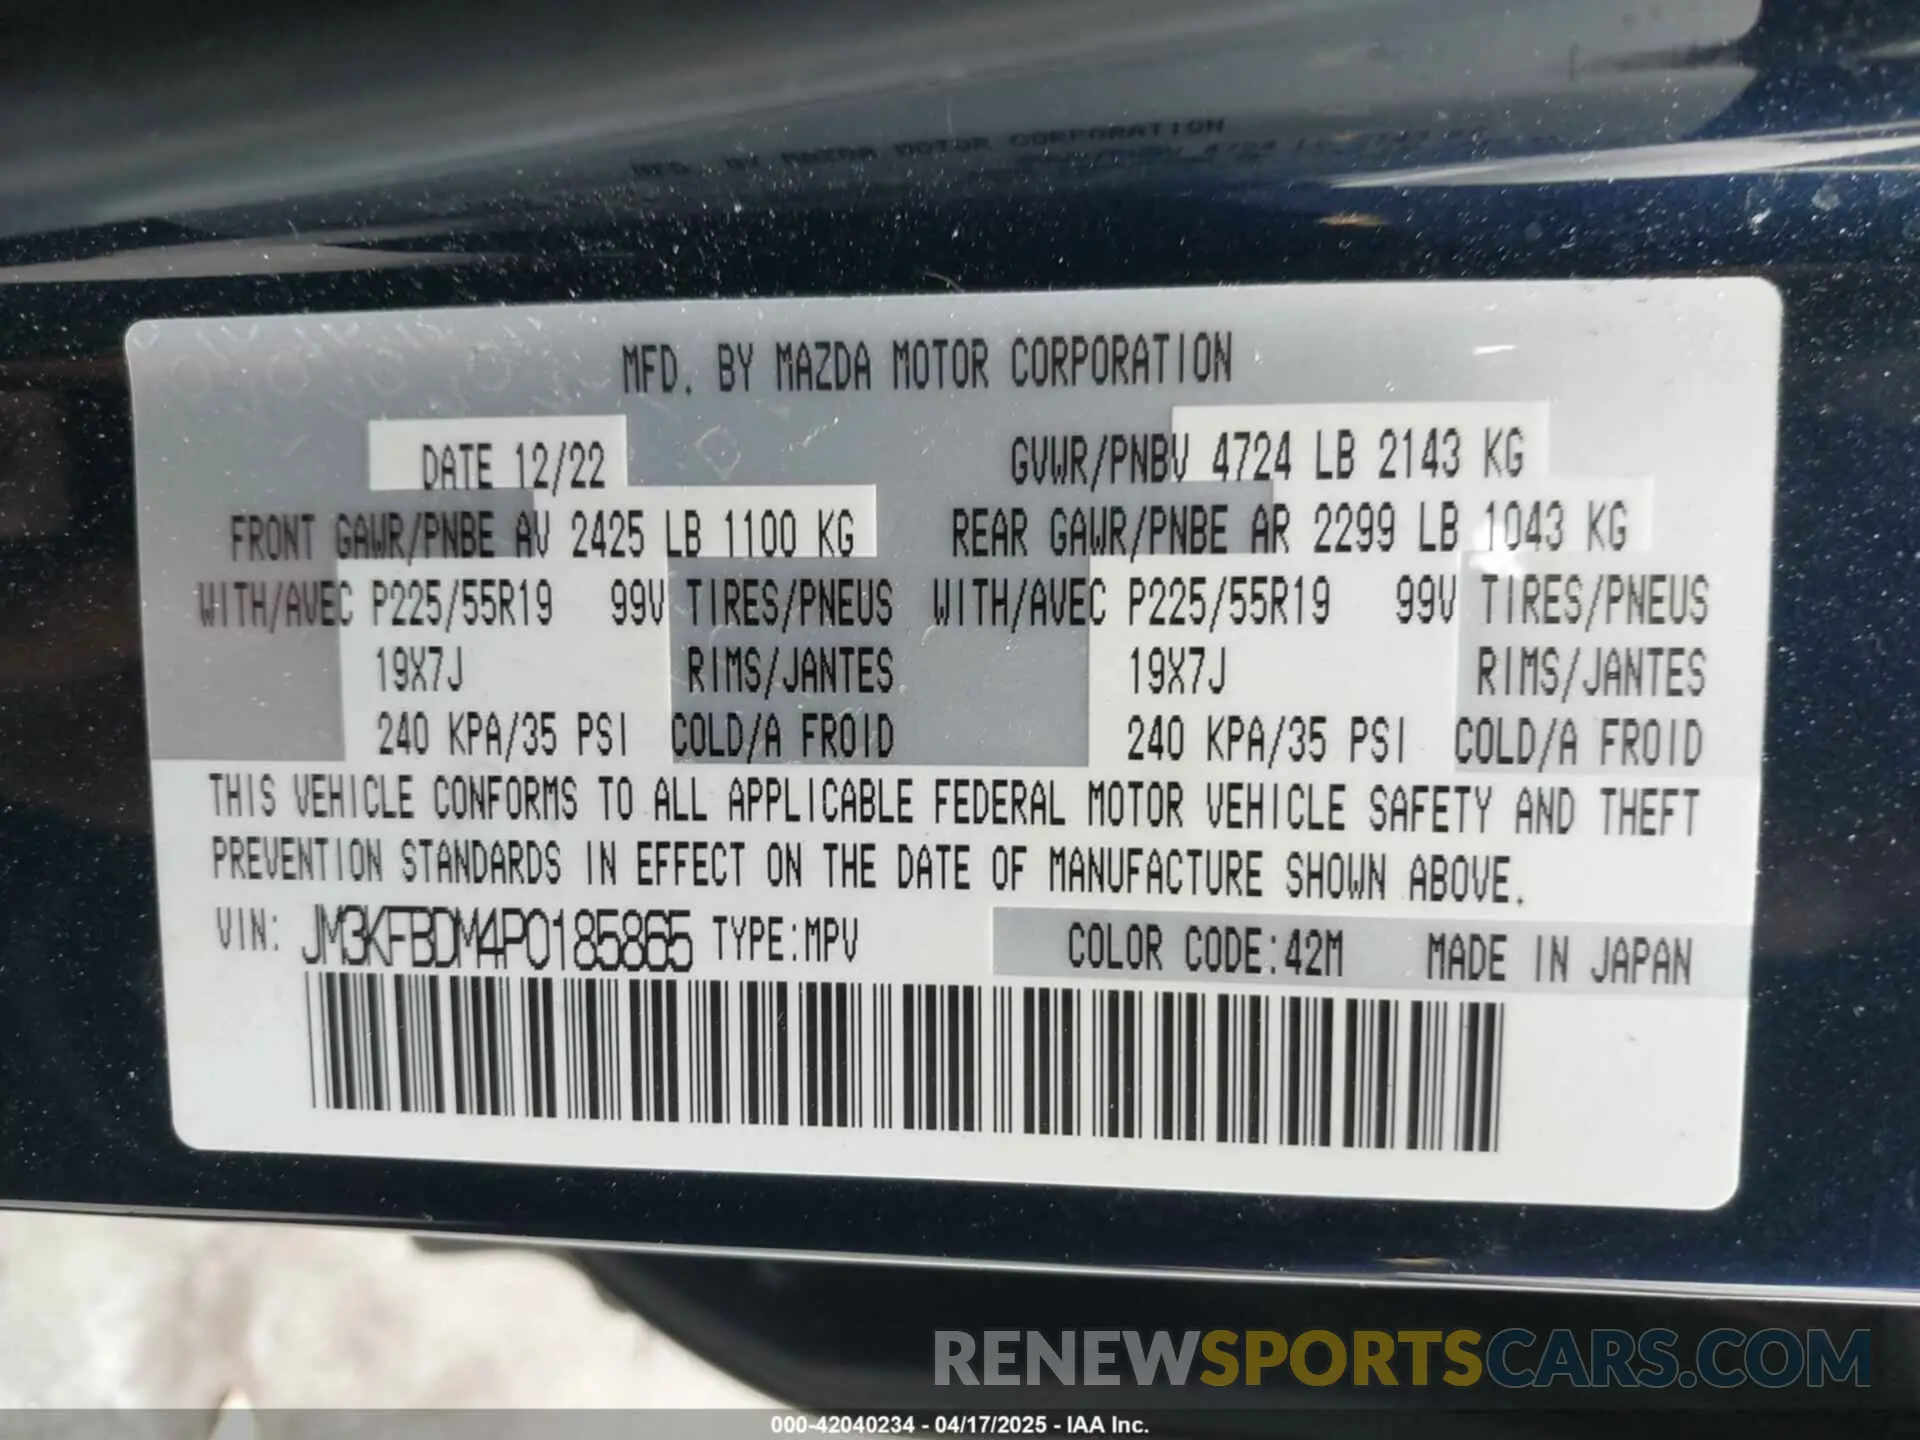 MFD. BY MAZDA MOTOR CORPORATION
MFD. BY MAZDA MOTOR CORPORATION
DATE 12/22 GVWR/PNBV 4724 LB 2143 KG
FRONT GAWR/PNBE AV 2425 LB 1100 KG REAR GAWR/PNBE AR 2299 LB 1043 KG
WITH/AVEC P225/55R19 99V TIRES/PNEUS WITH/AVEC P225/55R19 99V TIRES/PNEUS
19X7J RIMS/JANTES 19X7J RIMS/JANTES
240 KPA/35 PSI COLD/A FROID 240 KPA/35 PSI COLD/A FROID
THIS VEHICLE CONFORMS TO ALL APPLICABLE FEDERAL MOTOR VEHICLE SAFETY AND THEFT
PREVENTION STANDARDS IN EFFECT ON THE DATE OF MANUFACTURE SHOWN ABOVE.
VIN: JM3KFBDM4P0185865 TYPE:MPV COLOR CODE:42M MADE IN JAPAN
RENEWSPORTSCARS.COM
000-42040234 - 04/17/2025 - IAA Inc.